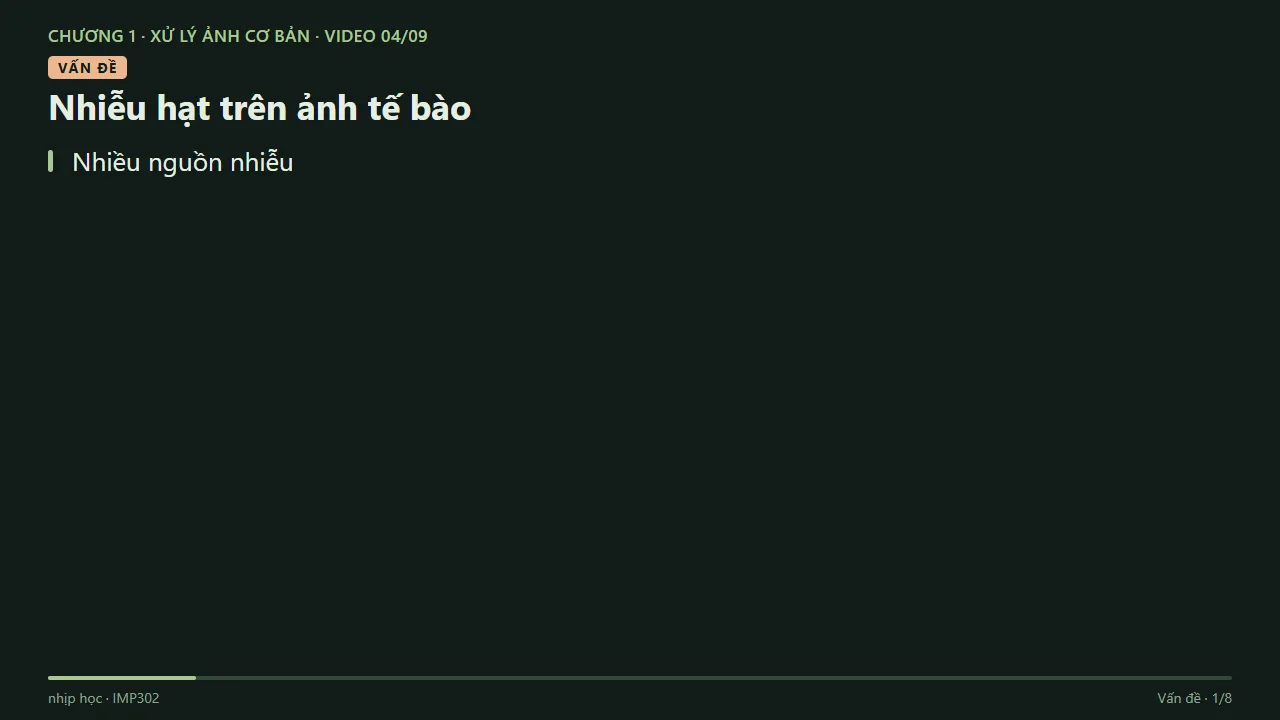 CHƯƠNG 1 · XỬ LÝ ẢNH CƠ BẢN · VIDEO 04/09
VẤN ĐỀ
Nhiễu hạt trên ảnh tế bào
Nhiều nguồn nhiễu
nhịp học · IMP302
Vấn đề · 1/8